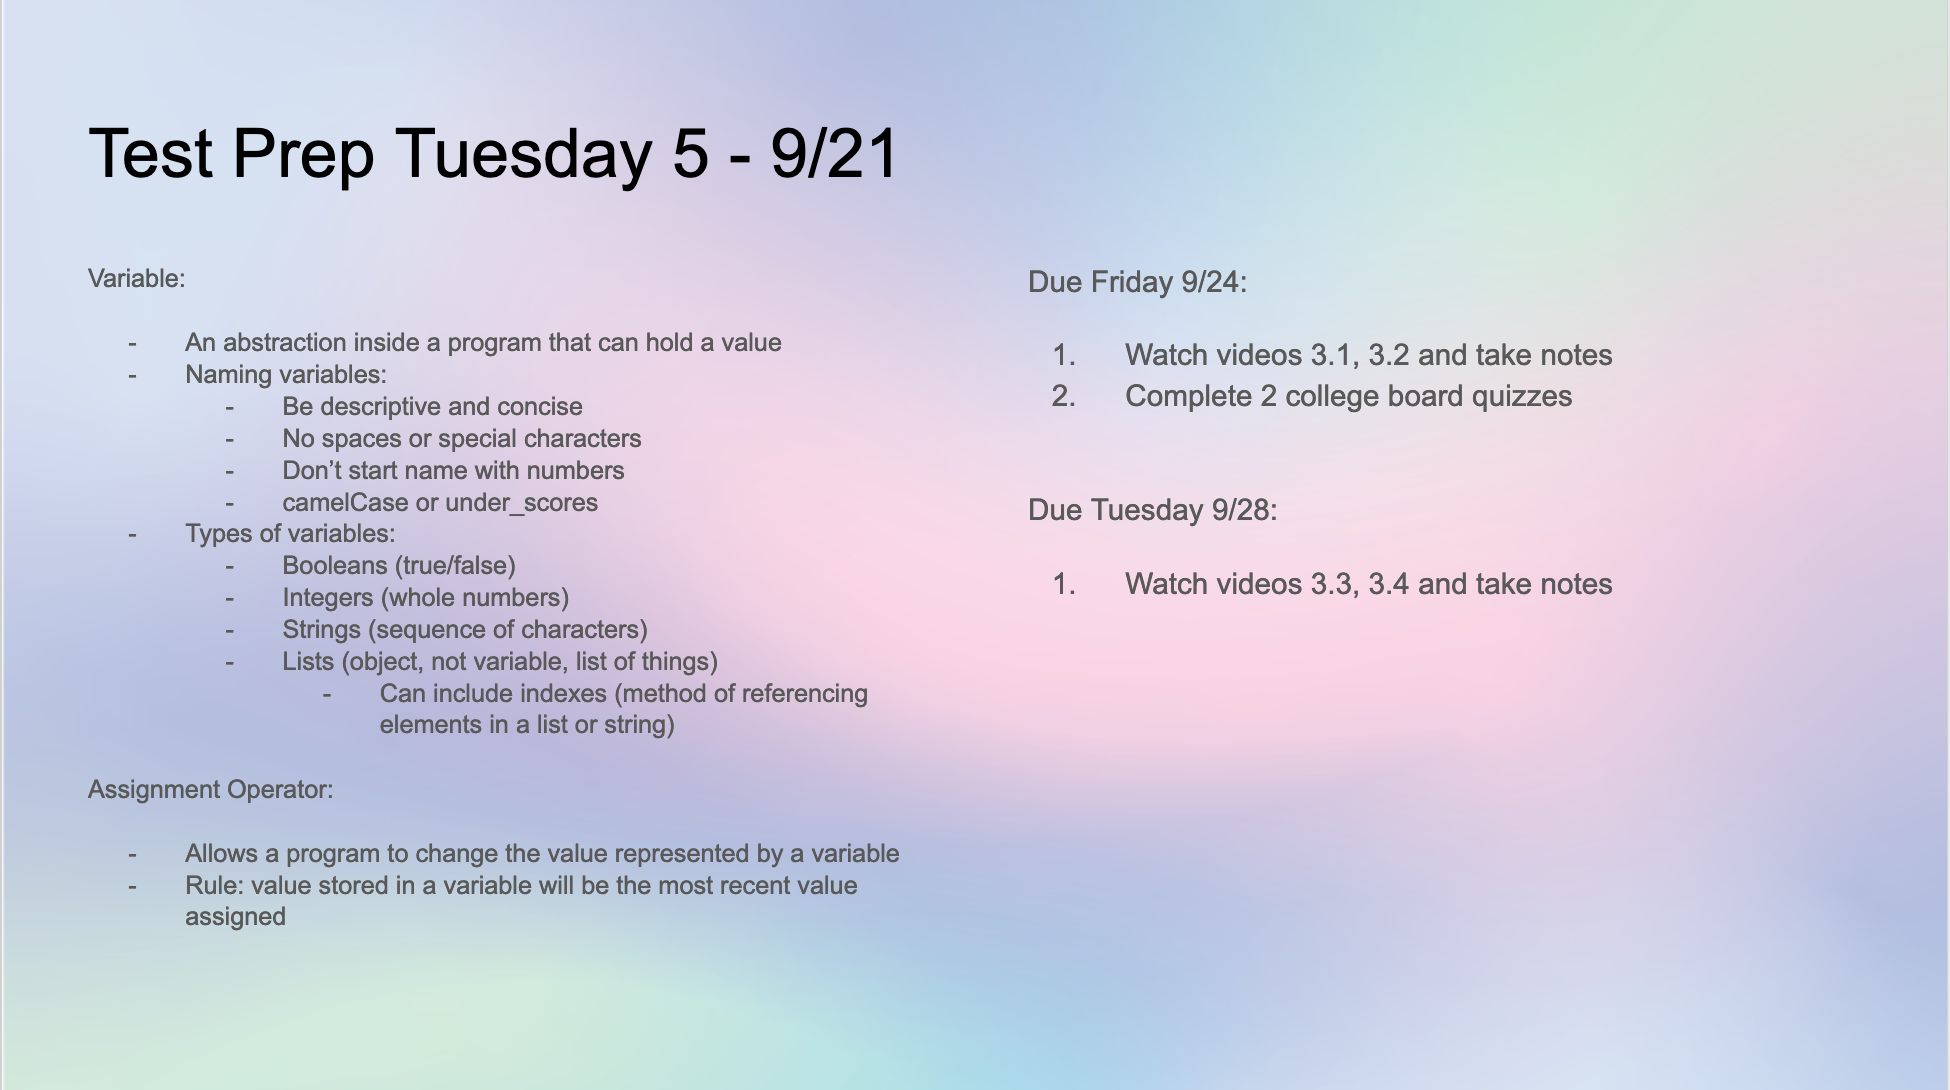 Test Prep Tuesday 5 - 9/21
Variable:
- An abstraction inside a program that can hold a value
- Naming variables:
- Be descriptive and concise
- No spaces or special characters
- Don’t start name with numbers
- camelCase or under_scores
- Types of variables:
- Booleans (true/false)
- Integers (whole numbers)
- Strings (sequence of characters)
- Lists (object, not variable, list of things)
- Can include indexes (method of referencing
elements in a list or string)
Assignment Operator:
- Allows a program to change the value represented by a variable
- Rule: value stored in a variable will be the most recent value
assigned
Due Friday 9/24:
1. Watch videos 3.1, 3.2 and take notes
2. Complete 2 college board quizzes
Due Tuesday 9/28:
1. Watch videos 3.3, 3.4 and take notes